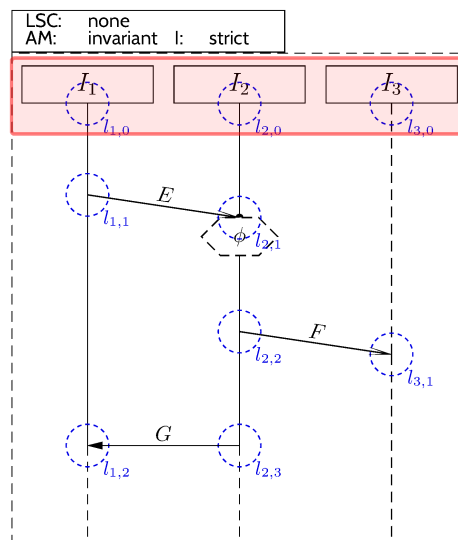 LSC: none
AM: invariant I: strict
I₁ I₂ I₃
l₁,₀ l₂,₀ l₃,₀
E
l₁,₁ l₂,₁
ϕ
F
l₂,₂ l₃,₁
G
l₁,₂ l₂,₃